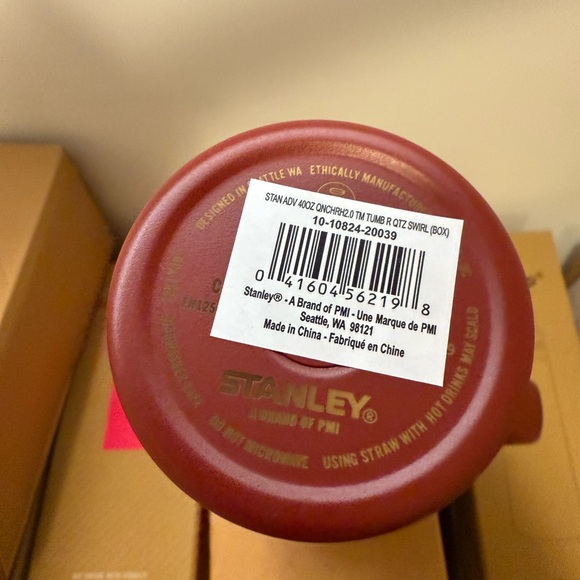 DESIGNED IN SEATTLE WA ETHICALLY MANUFACTUR
STAN ADV 40OZ QNCHRH2.0 TM TUMB R QTZ SWIRL (BOX)
10-10824-20039
0 41604 56219 8
Stanley® - A Brand of PMI - Une Marque de PMI
Seattle, WA 98121
Made in China - Fabriqué en Chine
STANLEY®
A BRAND OF PMI
DO NOT MICROWAVE
USING STRAW WITH HOT DRINKS MAY SCALD